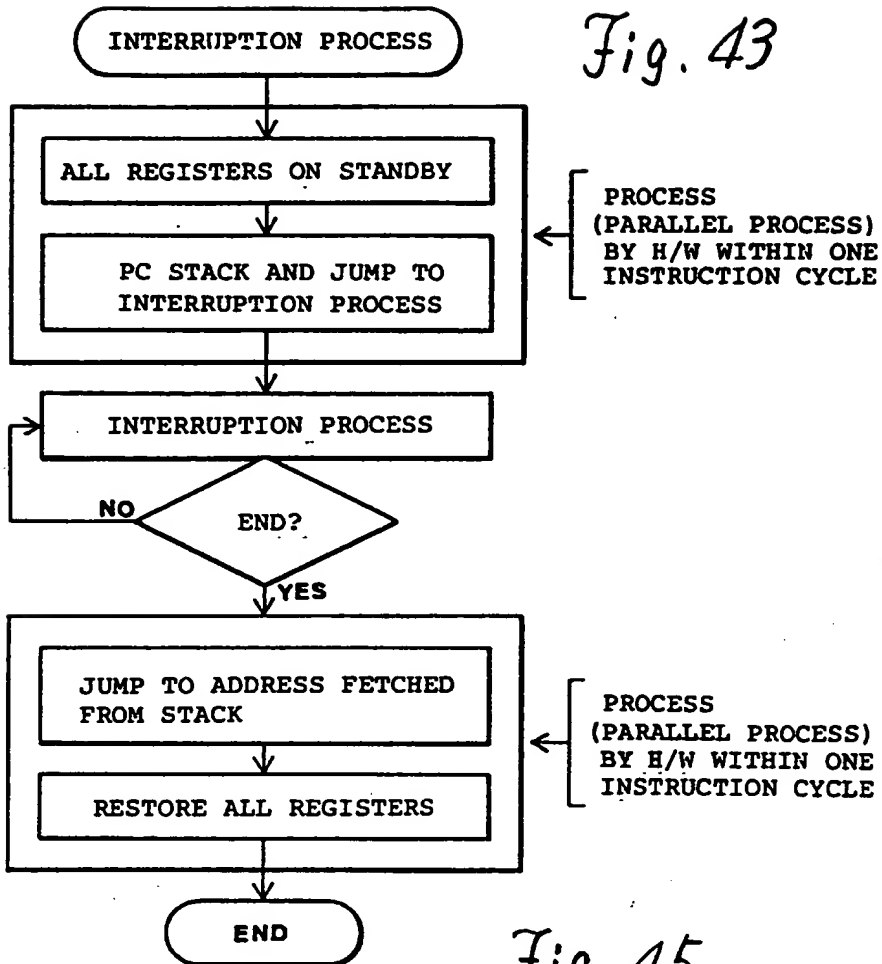 INTERRUPTION PROCESS
Fig. 43
ALL REGISTERS ON STANDBY
PC STACK AND JUMP TO
INTERRUPTION PROCESS
PROCESS
(PARALLEL PROCESS)
BY H/W WITHIN ONE
INSTRUCTION CYCLE
INTERRUPTION PROCESS
NO
END?
YES
JUMP TO ADDRESS FETCHED
FROM STACK
RESTORE ALL REGISTERS
PROCESS
(PARALLEL PROCESS)
BY H/W WITHIN ONE
INSTRUCTION CYCLE
END
Fig. 45